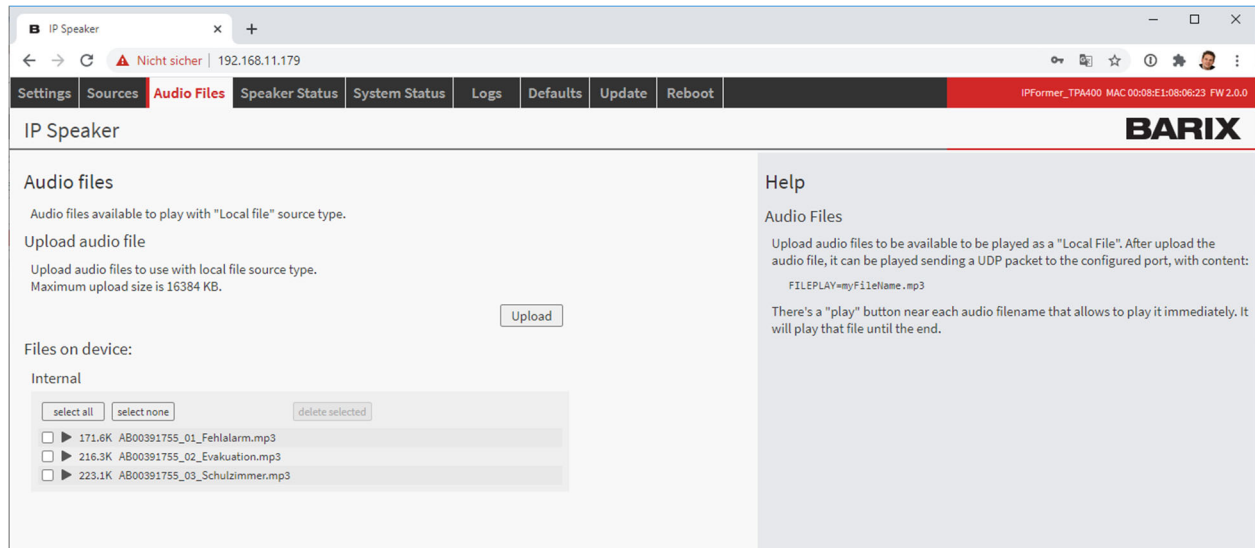 B IP Speaker
Nicht sicher | 192.168.11.179
Settings Sources Audio Files Speaker Status System Status Logs Defaults Update Reboot
IPFormer_TPA400 MAC 00:08:E1:08:06:23 FW 2.0.0
IP Speaker
BARIX
Audio files
Audio files available to play with "Local file" source type.
Upload audio file
Upload audio files to use with local file source type.
Maximum upload size is 16384 KB.
Upload
Files on device:
Internal
select all select none delete selected
171.6K AB00391755_01_Fehlalarm.mp3
216.3K AB00391755_02_Evakuation.mp3
223.1K AB00391755_03_Schulzimmer.mp3
Help
Audio Files
Upload audio files to be available to be played as a "Local File". After upload the
audio file, it can be played sending a UDP packet to the configured port, with content:
FILEPLAY=myFileName.mp3
There's a "play" button near each audio filename that allows to play it immediately. It
will play that file until the end.